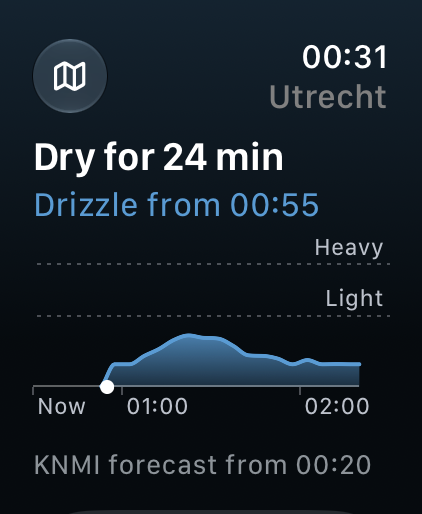 00:31
Utrecht
Dry for 24 min
Drizzle from 00:55
Heavy
Light
Now 01:00 02:00
KNMI forecast from 00:20